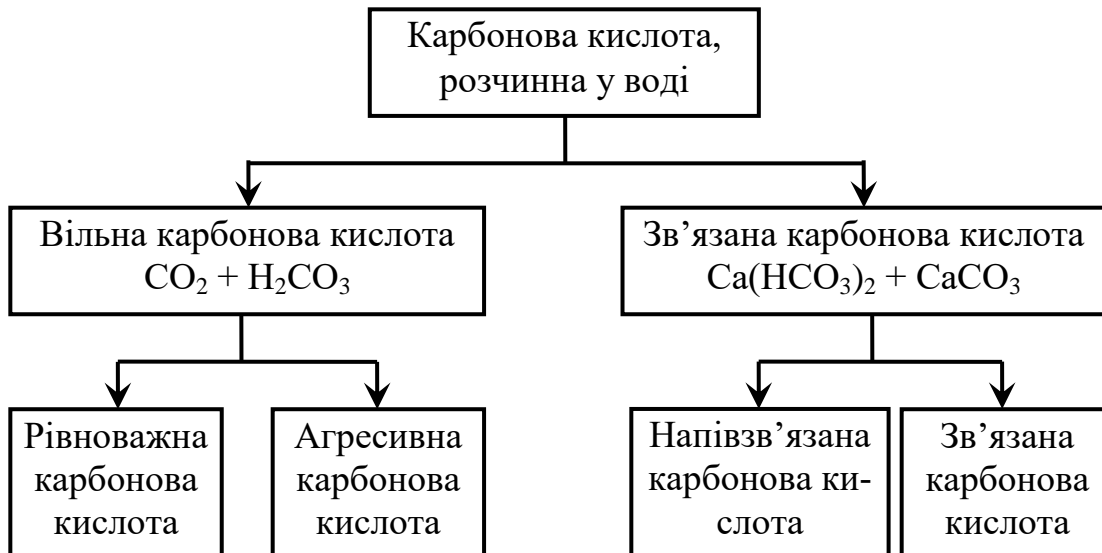 Карбонова кислота,
розчинна у воді
Вільна карбонова кислота
CO₂ + H₂CO₃
Зв’язана карбонова кислота
Ca(HCO₃)₂ + CaCO₃
Рівноважна
карбонова
кислота
Агресивна
карбонова
кислота
Напівзв’язана
карбонова ки-
слота
Зв’язана
карбонова
кислота